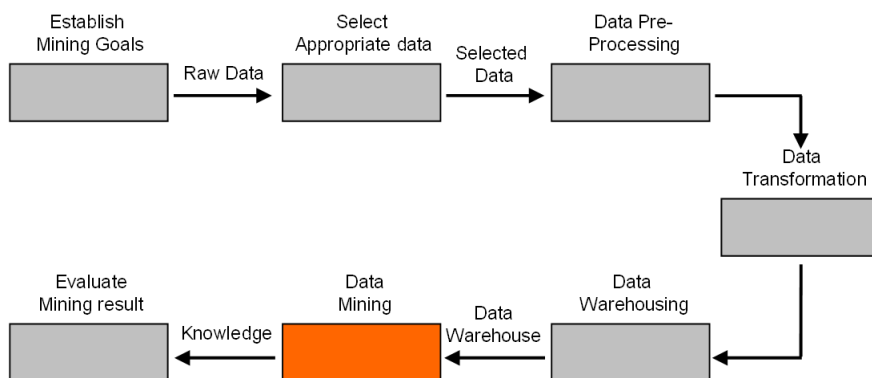 Establish
Mining Goals
Raw Data
Select
Appropriate data
Selected
Data
Data Pre-
Processing
Data
Transformation
Data
Warehousing
Data
Warehouse
Data
Mining
Knowledge
Evaluate
Mining result